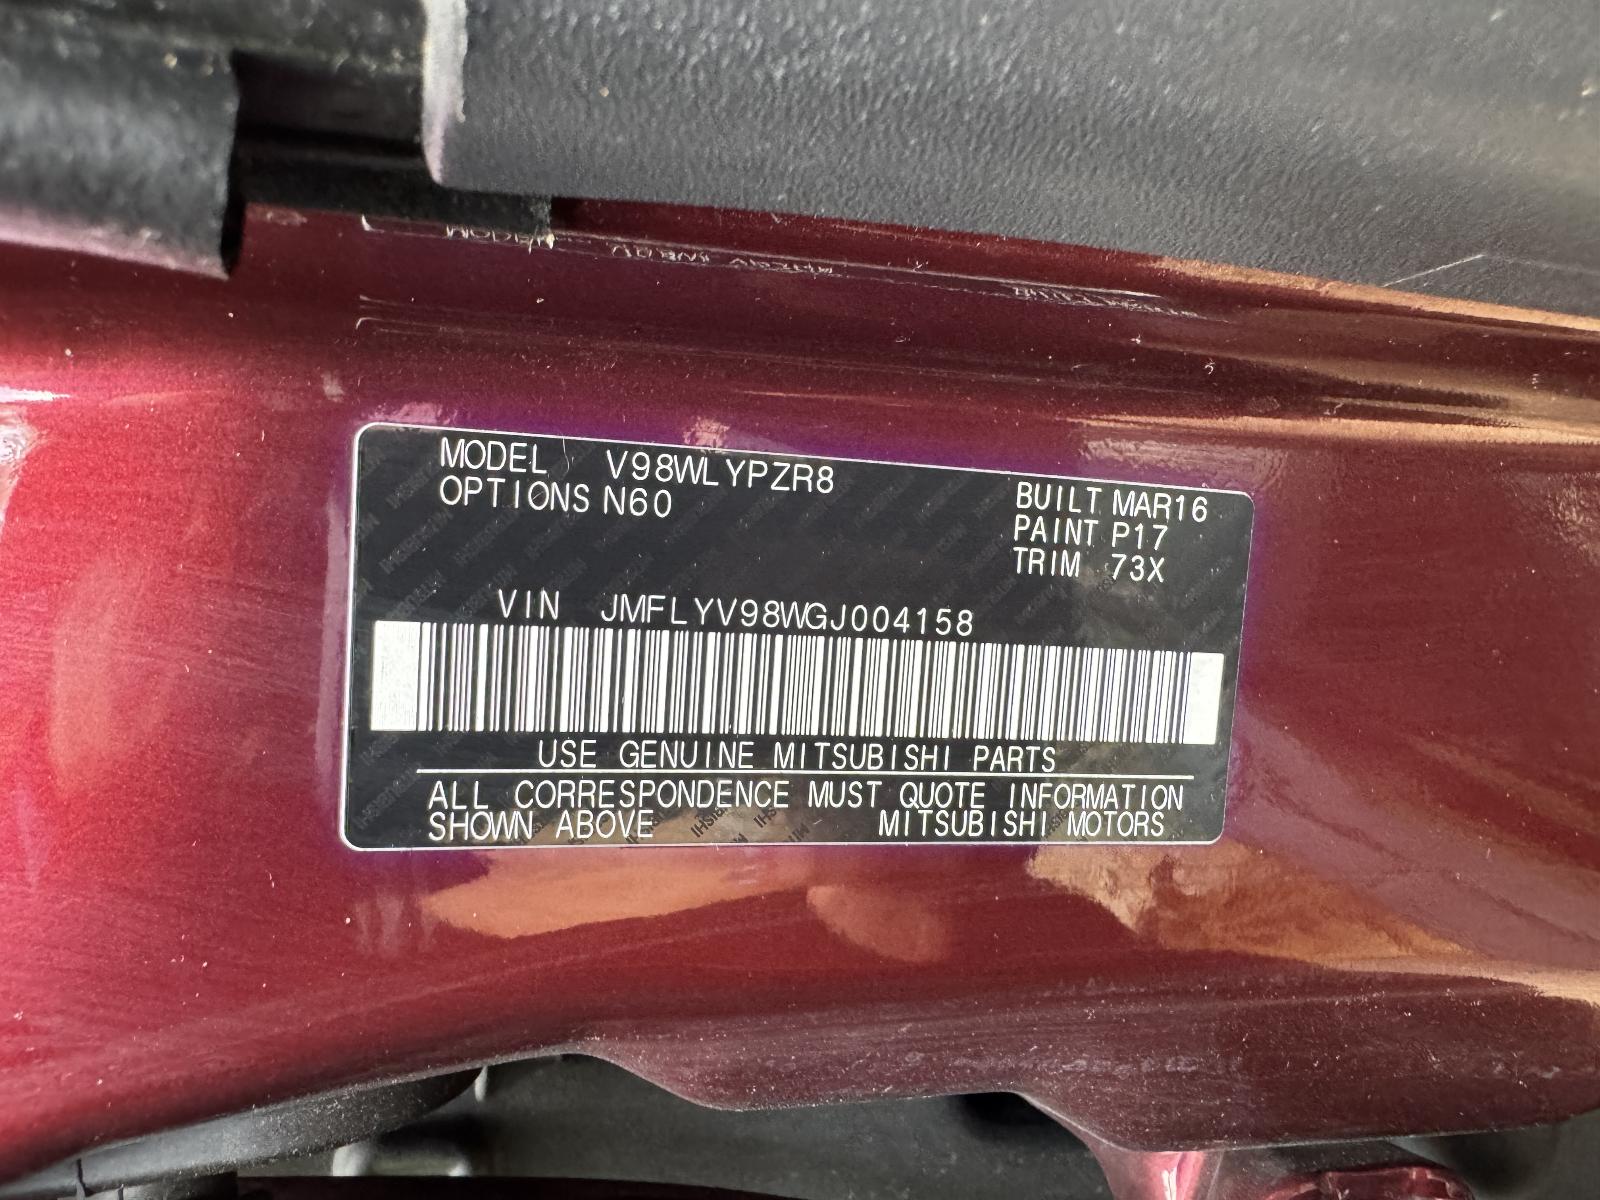 MODEL V98WLYPZR8
OPTIONS N60
BUILT MAR16
PAINT P17
TRIM 73X
VIN JMFLYV98WGJ004158
USE GENUINE MITSUBISHI PARTS
ALL CORRESPONDENCE MUST QUOTE INFORMATION
SHOWN ABOVE MITSUBISHI MOTORS